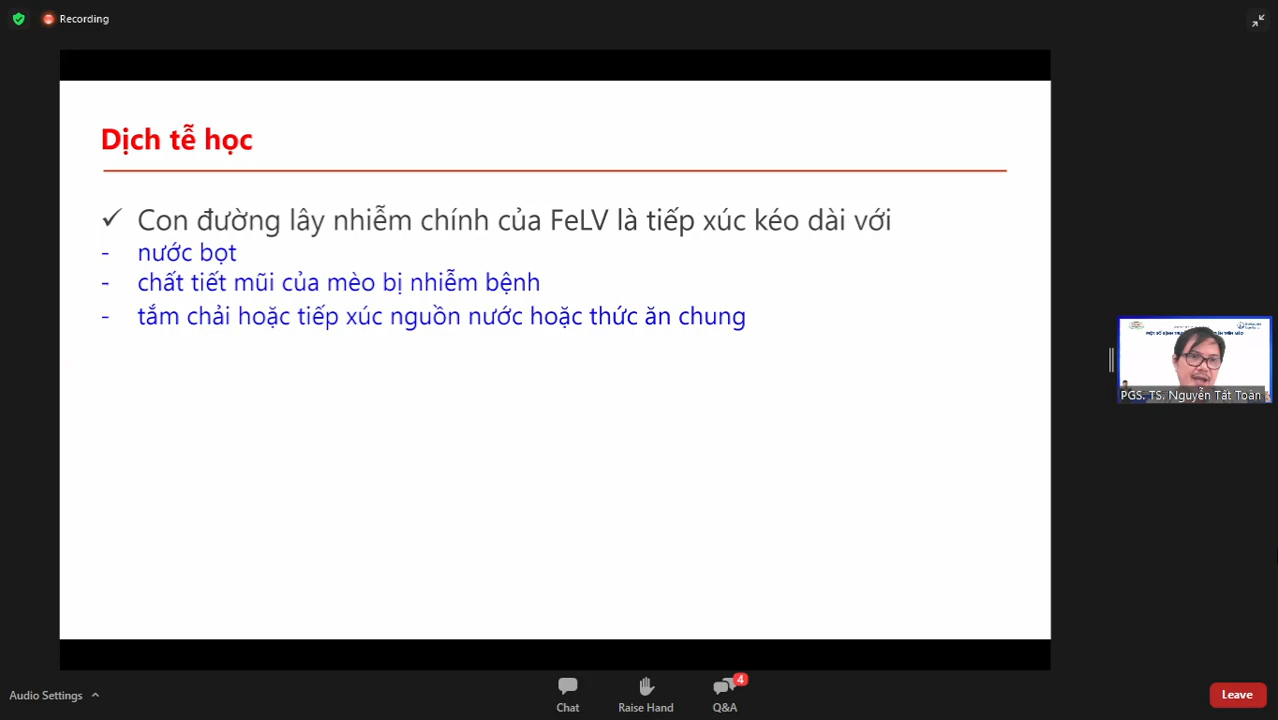 Recording
Dịch tễ học
✓ Con đường lây nhiễm chính của FeLV là tiếp xúc kéo dài với
- nước bọt
- chất tiết mũi của mèo bị nhiễm bệnh
- tắm chải hoặc tiếp xúc nguồn nước hoặc thức ăn chung
PGS. TS. Nguyễn Tất Toàn
Audio Settings
Chat
Raise Hand
4
Q&A
Leave